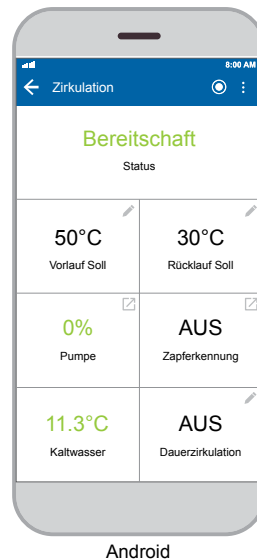 8:00 AM
Zirkulation
Bereitschaft
Status
50°C
Vorlauf Soll
30°C
Rücklauf Soll
0%
Pumpe
AUS
Zapferkennung
11.3°C
Kaltwasser
AUS
Dauerzirkulation
Android